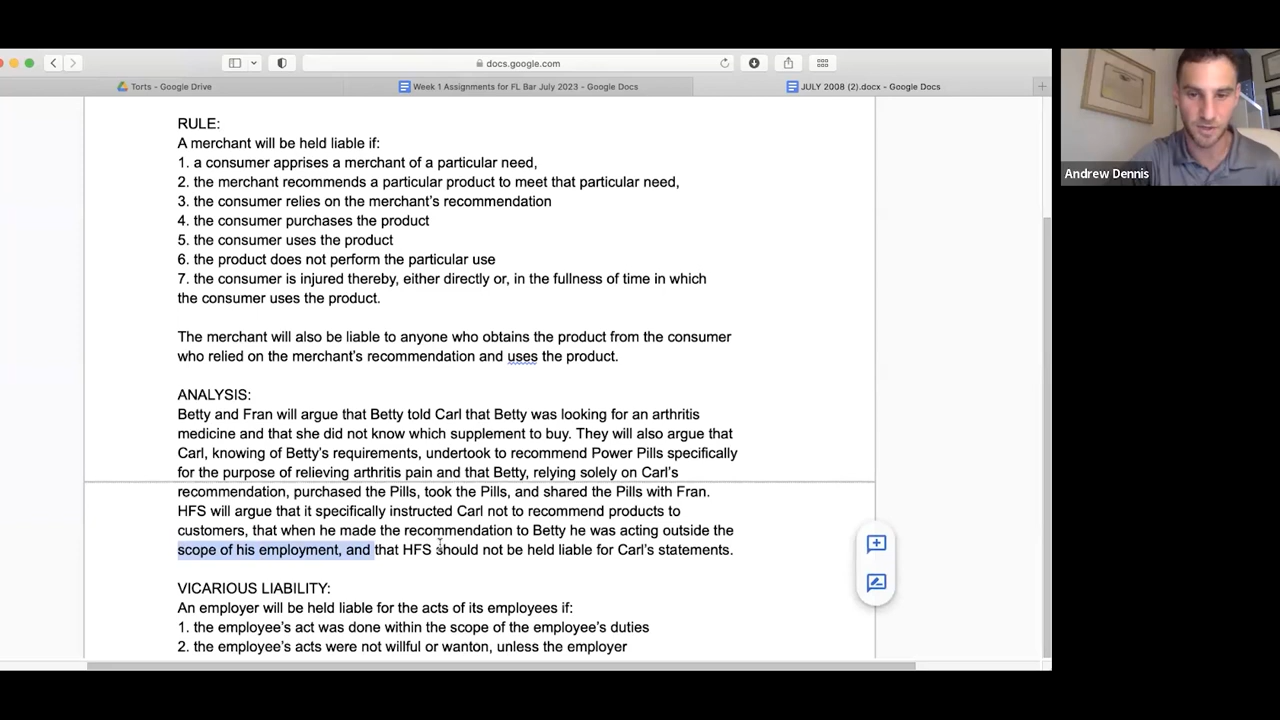 docs.google.com
Torts - Google Drive
Week 1 Assignments for FL Bar July 2023 - Google Docs
JULY 2008 (2).docx - Google Docs
RULE:
A merchant will be held liable if:
1. a consumer apprises a merchant of a particular need,
2. the merchant recommends a particular product to meet that particular need,
3. the consumer relies on the merchant's recommendation
4. the consumer purchases the product
5. the consumer uses the product
6. the product does not perform the particular use
7. the consumer is injured thereby, either directly or, in the fullness of time in which
the consumer uses the product.
The merchant will also be liable to anyone who obtains the product from the consumer
who relied on the merchant's recommendation and uses the product.
ANALYSIS:
Betty and Fran will argue that Betty told Carl that Betty was looking for an arthritis
medicine and that she did not know which supplement to buy. They will also argue that
Carl, knowing of Betty's requirements, undertook to recommend Power Pills specifically
for the purpose of relieving arthritis pain and that Betty, relying solely on Carl's
recommendation, purchased the Pills, took the Pills, and shared the Pills with Fran.
HFS will argue that it specifically instructed Carl not to recommend products to
customers, that when he made the recommendation to Betty he was acting outside the
scope of his employment, and that HFS should not be held liable for Carl's statements.
VICARIOUS LIABILITY:
An employer will be held liable for the acts of its employees if:
1. the employee's act was done within the scope of the employee's duties
2. the employee's acts were not willful or wanton, unless the employer
Andrew Dennis